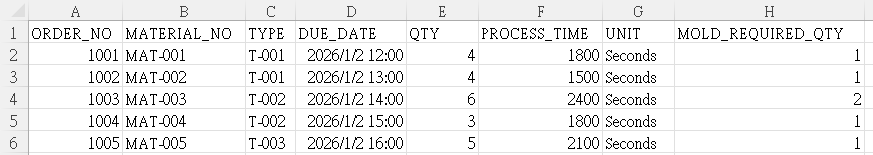 A B C D E F G H
1 ORDER_NO MATERIAL_NO TYPE DUE_DATE QTY PROCESS_TIME UNIT MOLD_REQUIRED_QTY
2 1001 MAT-001 T-001 2026/1/2 12:00 4 1800 Seconds 1
3 1002 MAT-002 T-001 2026/1/2 13:00 4 1500 Seconds 1
4 1003 MAT-003 T-002 2026/1/2 14:00 6 2400 Seconds 2
5 1004 MAT-004 T-002 2026/1/2 15:00 3 1800 Seconds 1
6 1005 MAT-005 T-003 2026/1/2 16:00 5 2100 Seconds 1